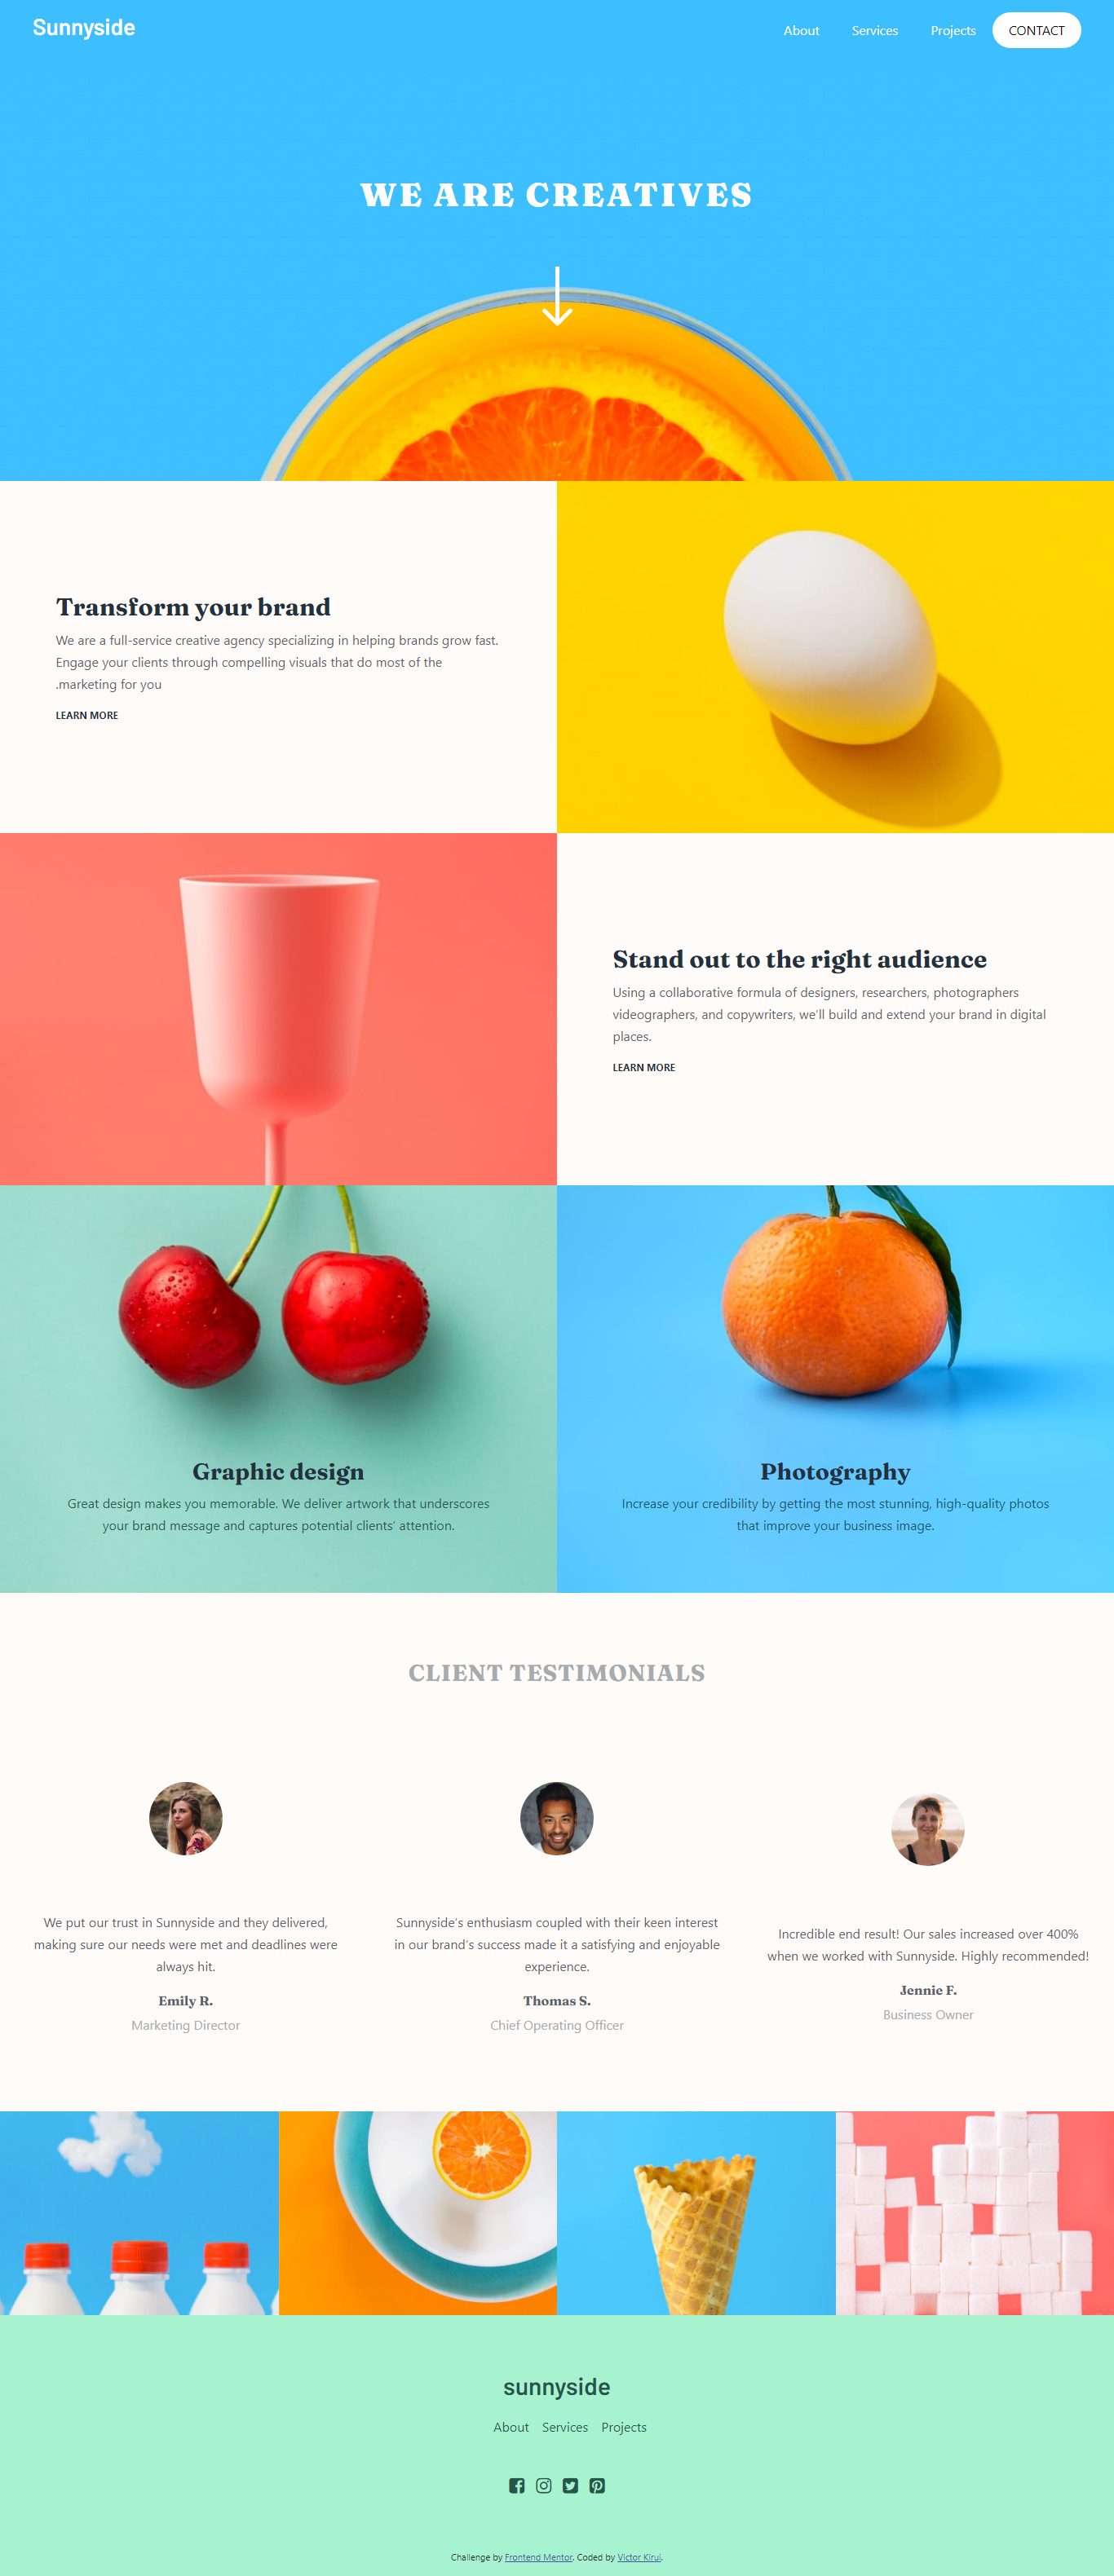 Sunnyside
About Services Projects CONTACT
WE ARE CREATIVES
Transform your brand
We are a full-service creative agency specializing in helping brands grow fast.
Engage your clients through compelling visuals that do most of the
.marketing for you
LEARN MORE
Stand out to the right audience
Using a collaborative formula of designers, researchers, photographers
videographers, and copywriters, we'll build and extend your brand in digital
places.
LEARN MORE
Graphic design
Great design makes you memorable. We deliver artwork that underscores
your brand message and captures potential clients' attention.
Photography
Increase your credibility by getting the most stunning, high-quality photos
that improve your business image.
CLIENT TESTIMONIALS
We put our trust in Sunnyside and they delivered,
making sure our needs were met and deadlines were
always hit.
Emily R.
Marketing Director
Sunnyside's enthusiasm coupled with their keen interest
in our brand's success made it a satisfying and enjoyable
experience.
Thomas S.
Chief Operating Officer
Incredible end result! Our sales increased over 400%
when we worked with Sunnyside. Highly recommended!
Jennie F.
Business Owner
sunnyside
About Services Projects
Challenge by Frontend Mentor. Coded by Victor Kirui.